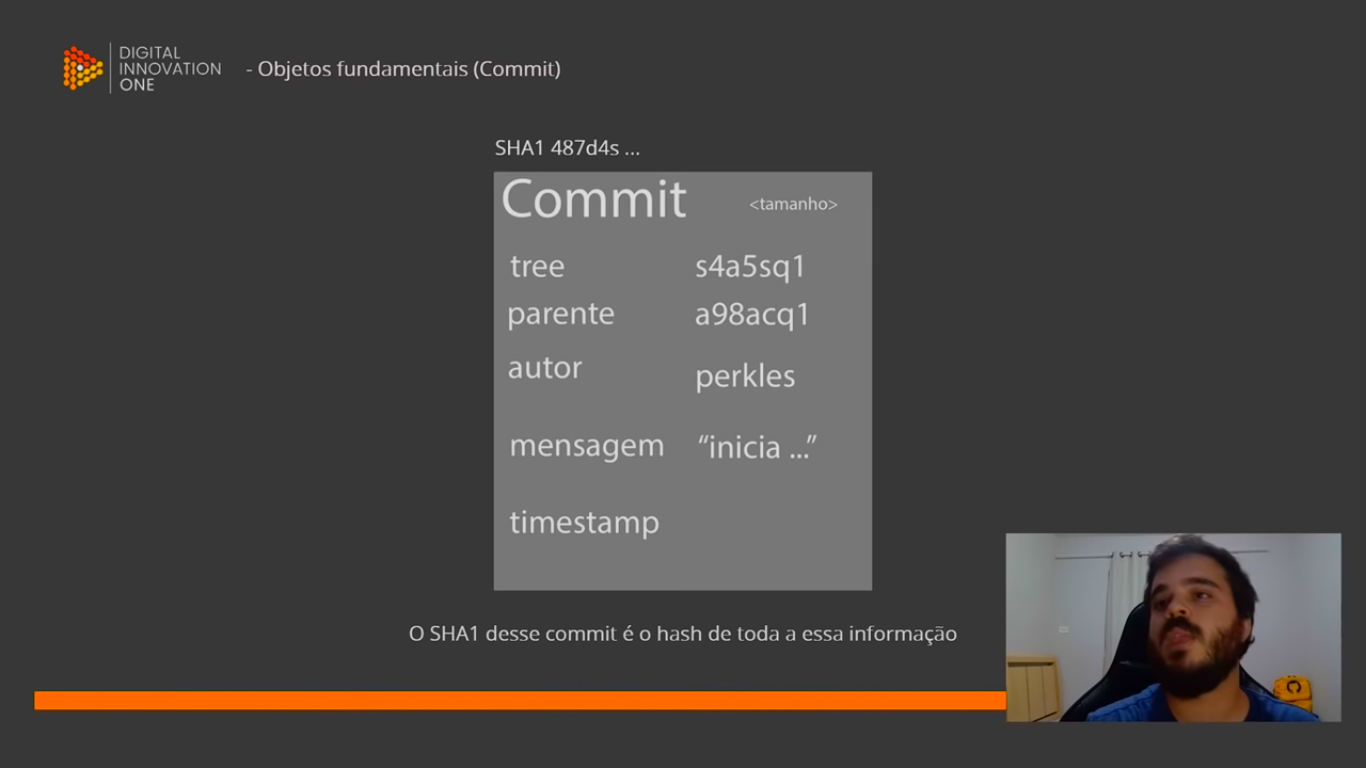 DIGITAL
INNOVATION
ONE
- Objetos fundamentais (Commit)
SHA1 487d4s ...
Commit <tamanho>
tree s4a5sq1
parente a98acq1
autor perkles
mensagem “inicia ...”
timestamp
O SHA1 desse commit é o hash de toda a essa informação